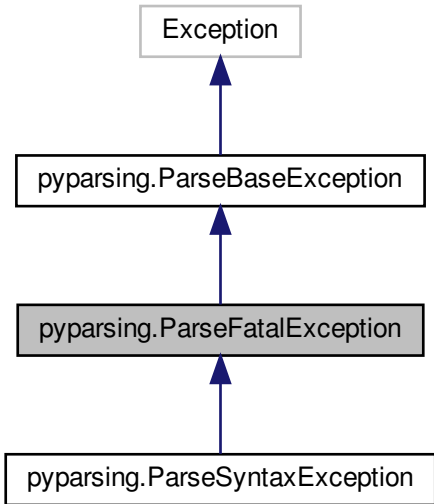 Exception
pyparsing.ParseBaseException
pyparsing.ParseFatalException
pyparsing.ParseSyntaxException